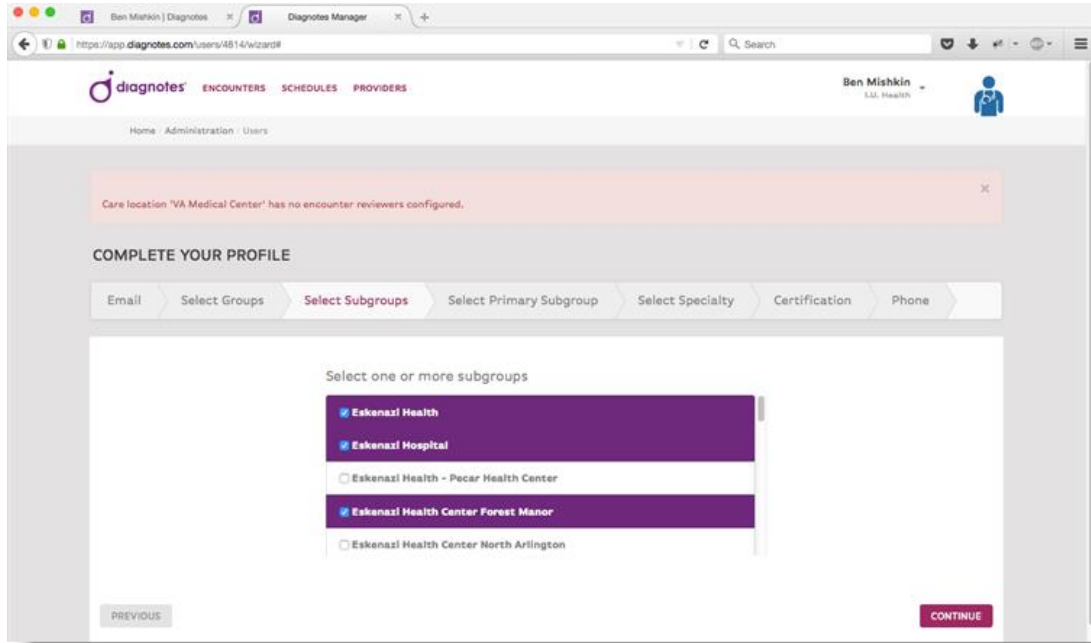 Ben Mishkin | Diagnotes
Diagnotes Manager
https://app.diagnotes.com/users/4814/wizard#
Search
diagnotes ENCOUNTERS SCHEDULES PROVIDERS
Ben Mishkin
I.U. Health
Home Administration Users
Care location 'VA Medical Center' has no encounter reviewers configured.
COMPLETE YOUR PROFILE
Email Select Groups Select Subgroups Select Primary Subgroup Select Specialty Certification Phone
Select one or more subgroups
Eskenazi Health
Eskenazi Hospital
Eskenazi Health - Pecar Health Center
Eskenazi Health Center Forest Manor
Eskenazi Health Center North Arlington
PREVIOUS
CONTINUE